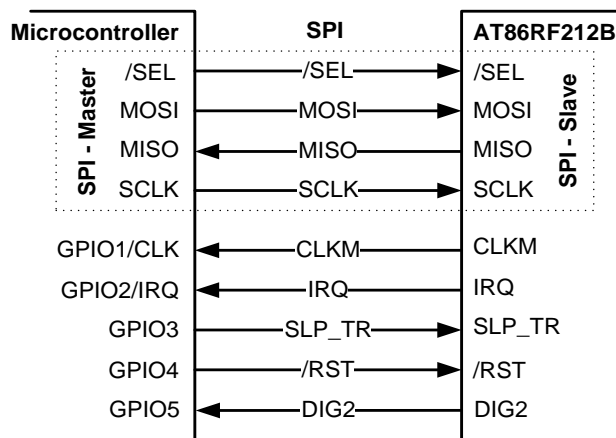 Microcontroller SPI AT86RF212B
/SEL /SEL /SEL
MOSI MOSI MOSI
MISO MISO MISO
SCLK SCLK SCLK
SPI - Master
SPI - Slave
GPIO1/CLK CLKM CLKM
GPIO2/IRQ IRQ IRQ
GPIO3 SLP_TR SLP_TR
GPIO4 /RST /RST
GPIO5 DIG2 DIG2